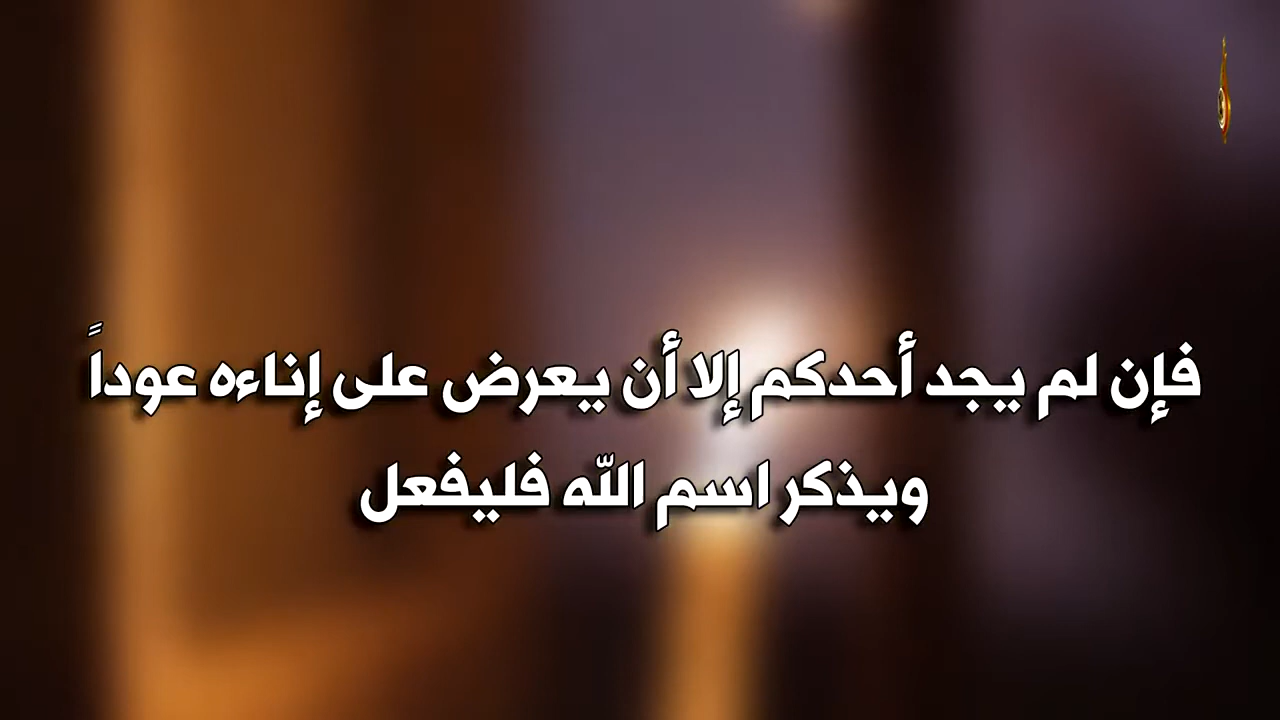 فإن لم يجد أحدكم إلا أن يعرض على إناءه عوداً
ويذكر اسم الله فليفعل